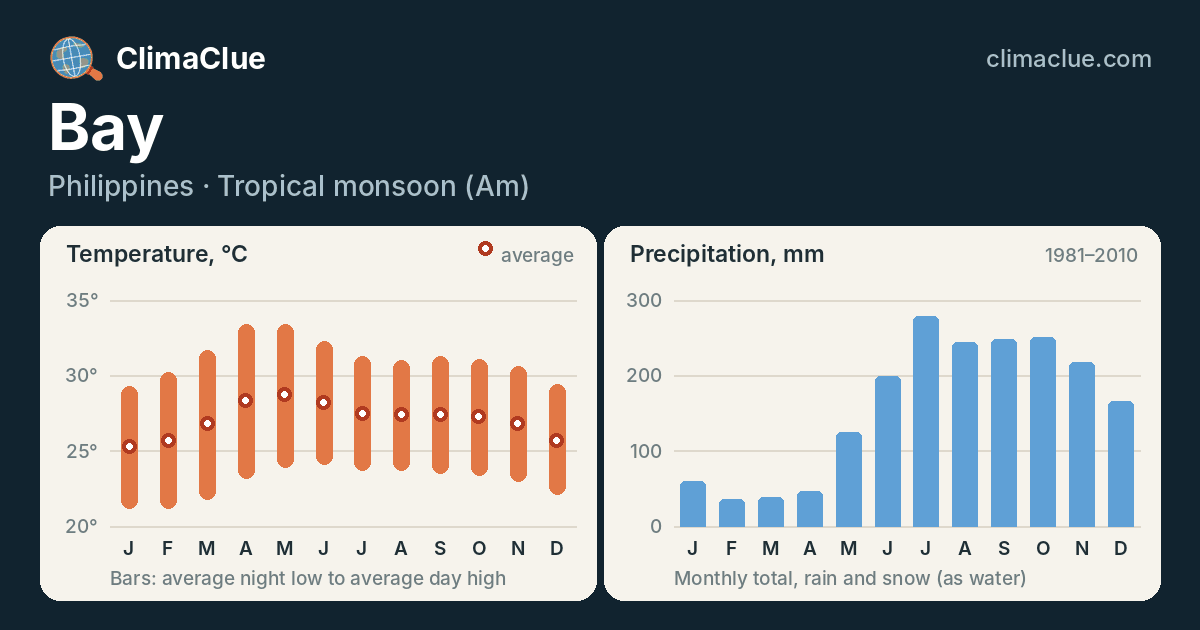 ClimaClue
climaclue.com
Bay
Philippines · Tropical monsoon (Am)
Temperature, °C
average
35°
30°
25°
20°
J F M A M J J A S O N D
Bars: average night low to average day high
Precipitation, mm
1981–2010
300
200
100
0
J F M A M J J A S O N D
Monthly total, rain and snow (as water)